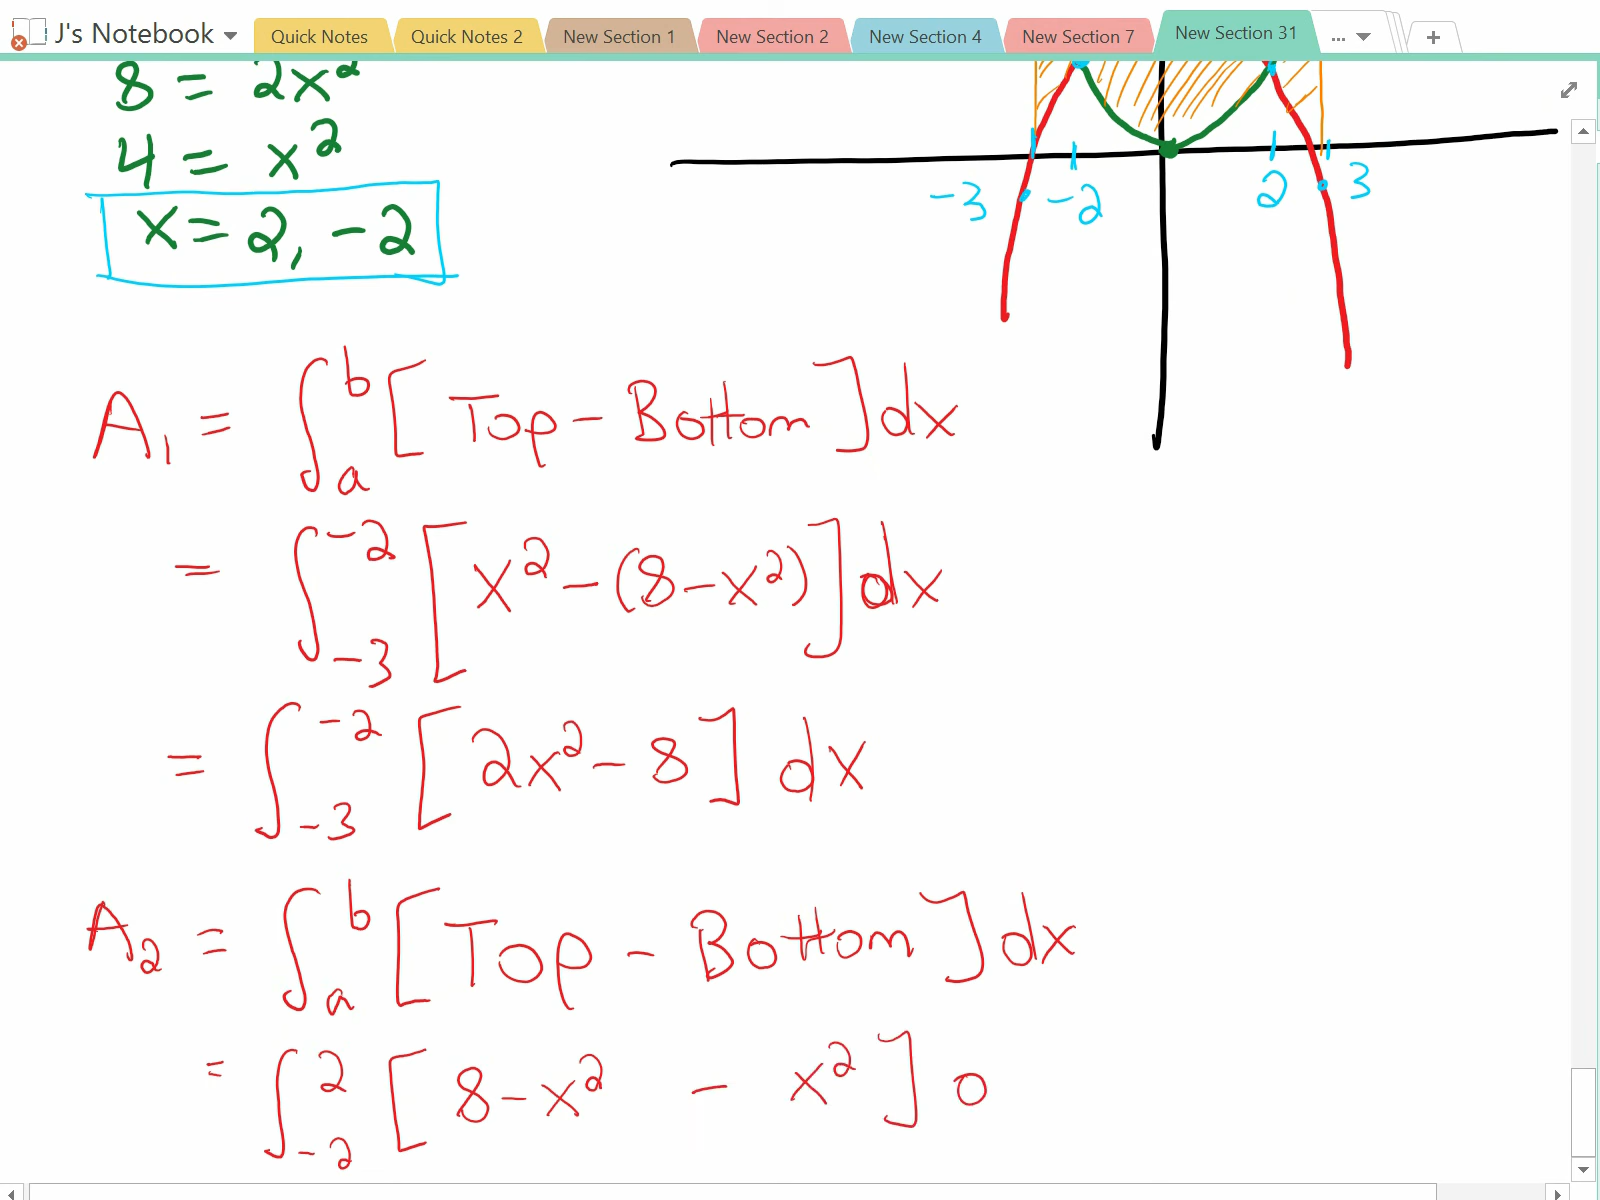 J's Notebook Quick Notes Quick Notes 2 New Section 1 New Section 2 New Section 4 New Section 7 New Section 31 ... +
8 = 2x²
4 = x²
x = 2, -2
-3 -2 2 3
A₁ = ∫ₐᵇ [Top - Bottom] dx
= ∫₋₃⁻² [x² - (8 - x²)] dx
= ∫₋₃⁻² [2x² - 8] dx
A₂ = ∫ₐᵇ [Top - Bottom] dx
= ∫₋₂² [8 - x² - x²] 0